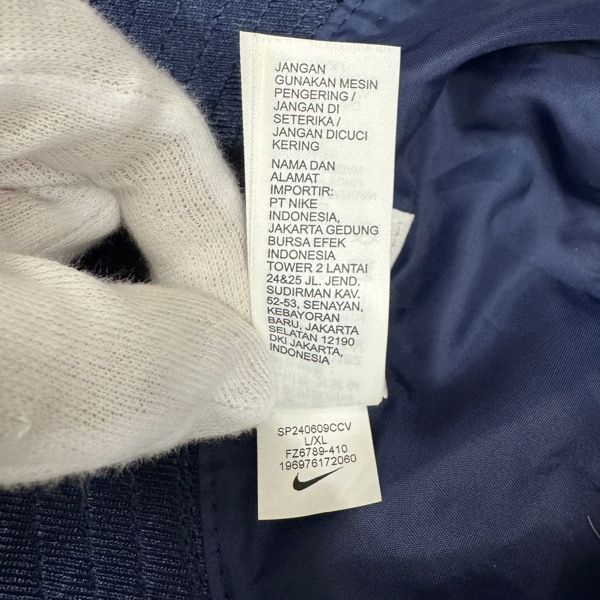 JANGAN
GUNAKAN MESIN
PENGERING /
JANGAN DI
SETERIKA /
JANGAN DICUCI
KERING
NAMA DAN
ALAMAT
IMPORTIR:
PT NIKE
INDONESIA,
JAKARTA GEDUNG
BURSA EFEK
INDONESIA
TOWER 2 LANTAI
24&25 JL. JEND.
SUDIRMAN KAV.
52-53, SENAYAN,
KEBAYORAN
BARU, JAKARTA
SELATAN 12190
DKI JAKARTA,
INDONESIA
SP240609CCV
L/XL
FZ6789-410
196976172060